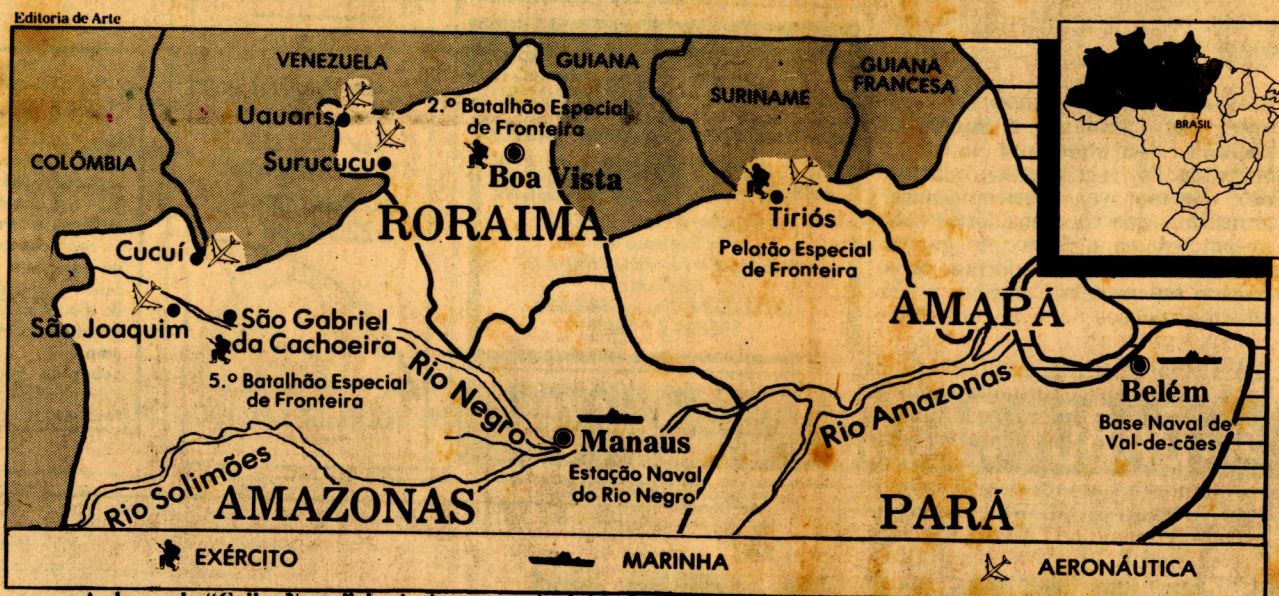 Editoria de Arte
VENEZUELA
GUIANA
SURINAME
GUIANA
FRANCESA
BRASIL
COLÔMBIA
Uauaris
Surucucu
2.º Batalhão Especial
de Fronteira
Boa Vista
RORAIMA
Tiriós
Pelotão Especial
de Fronteira
Cucuí
São Joaquim
São Gabriel
da Cachoeira
5.º Batalhão Especial
de Fronteira
Rio Negro
AMAPÁ
Rio Amazonas
Belém
Base Naval de
Val-de-cães
Manaus
Estação Naval
do Rio Negro
Rio Solimões
AMAZONAS
PARÁ
EXÉRCITO
MARINHA
AERONÁUTICA